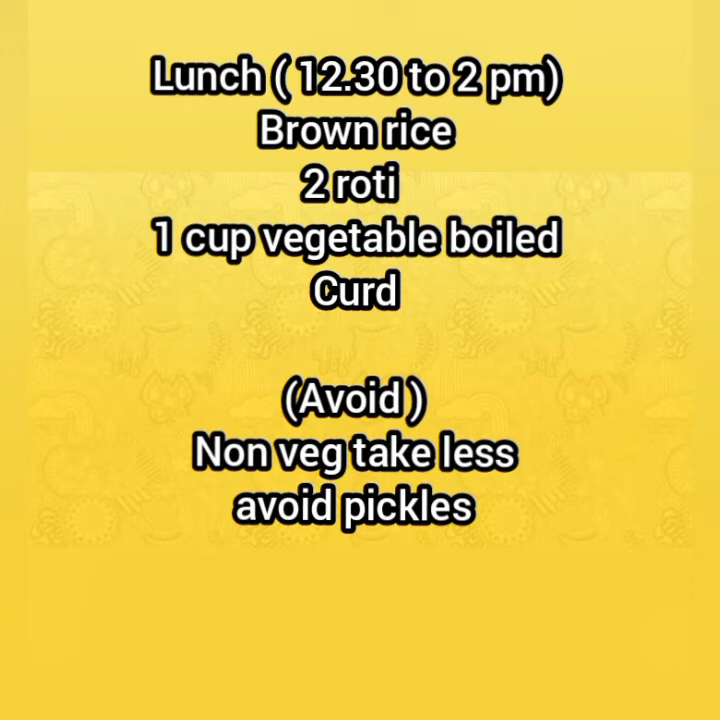 Lunch ( 12.30 to 2 pm)
Brown rice
2 roti
1 cup vegetable boiled
Curd
(Avoid )
Non veg take less
avoid pickles